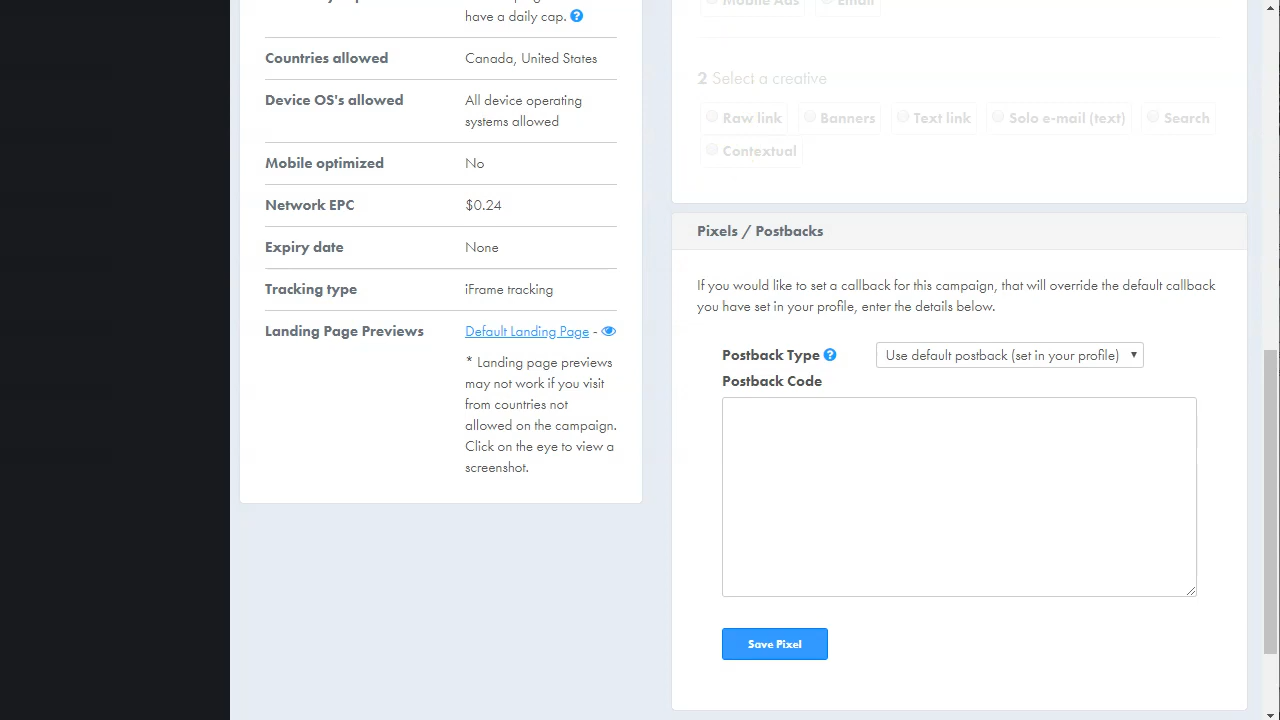 have a daily cap.
Countries allowed Canada, United States
Device OS's allowed All device operating
systems allowed
Mobile optimized No
Network EPC $0.24
Expiry date None
Tracking type iFrame tracking
Landing Page Previews Default Landing Page -
* Landing page previews
may not work if you visit
from countries not
allowed on the campaign.
Click on the eye to view a
screenshot.
Mobile Ads Email
2 Select a creative
Raw link Banners Text link Solo e-mail (text) Search
Contextual
Pixels / Postbacks
If you would like to set a callback for this campaign, that will override the default callback
you have set in your profile, enter the details below.
Postback Type ? Use default postback (set in your profile)
Postback Code
Save Pixel